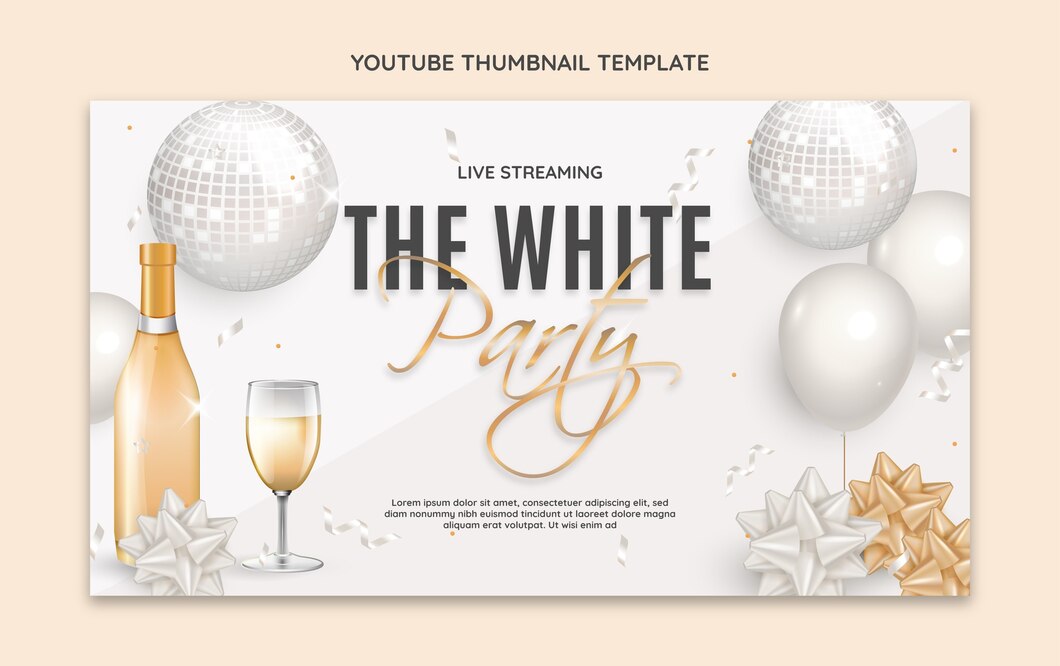 YOUTUBE THUMBNAIL TEMPLATE
LIVE STREAMING
THE WHITE
Party
Lorem ipsum dolor sit amet, consectetuer adipiscing elit, sed
diam nonummy nibh euismod tincidunt ut laoreet dolore magna
aliquam erat volutpat. Ut wisi enim ad